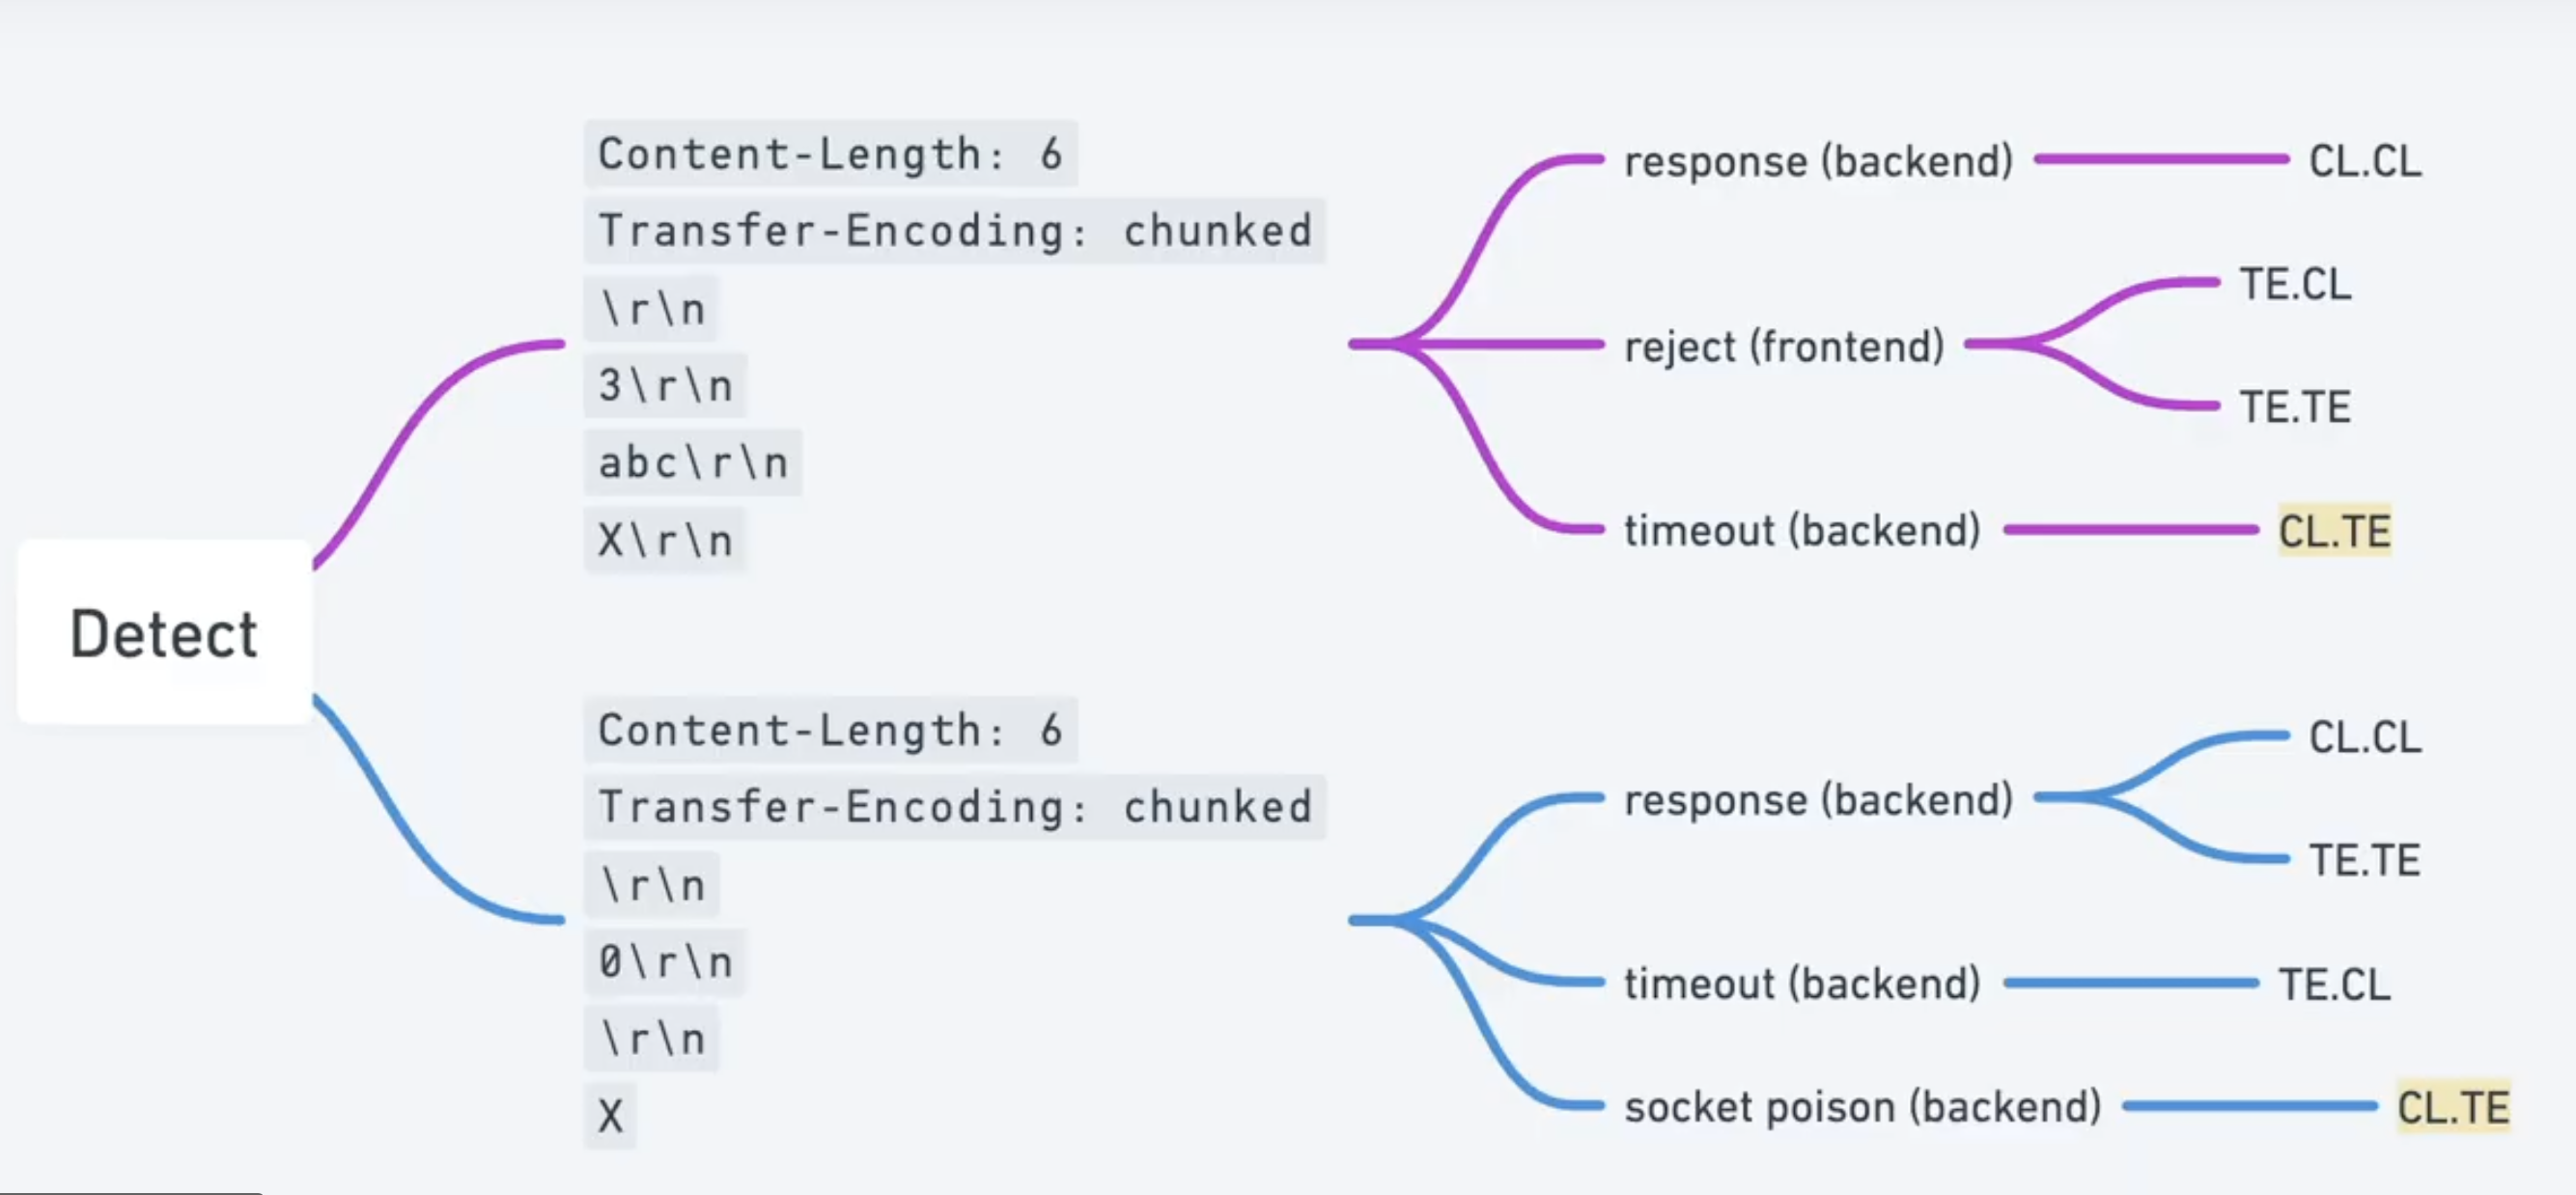 Detect
Content-Length: 6
Transfer-Encoding: chunked
\r\n
3\r\n
abc\r\n
X\r\n
response (backend)
CL.CL
reject (frontend)
TE.CL
TE.TE
timeout (backend)
CL.TE
Content-Length: 6
Transfer-Encoding: chunked
\r\n
0\r\n
\r\n
X
response (backend)
CL.CL
TE.TE
timeout (backend)
TE.CL
socket poison (backend)
CL.TE